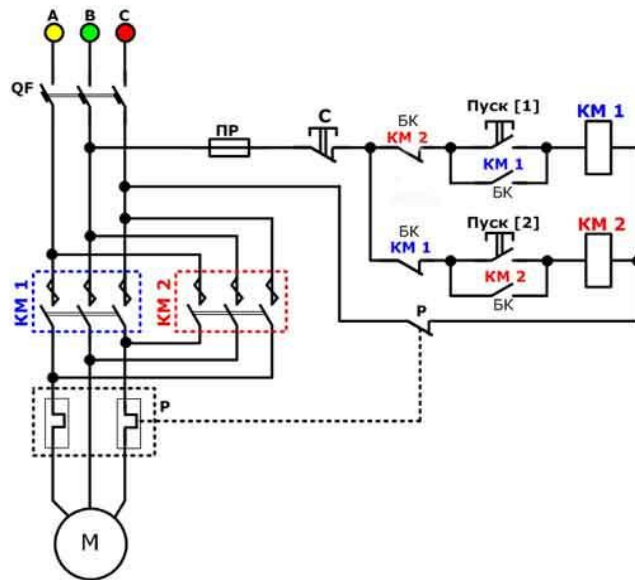 A B C
QF
ПР
С
БК
КМ 2
Пуск [1]
КМ 1
КМ 1
БК
БК
КМ 1
Пуск [2]
КМ 2
КМ 2
БК
КМ 1
КМ 2
Р
Р
М